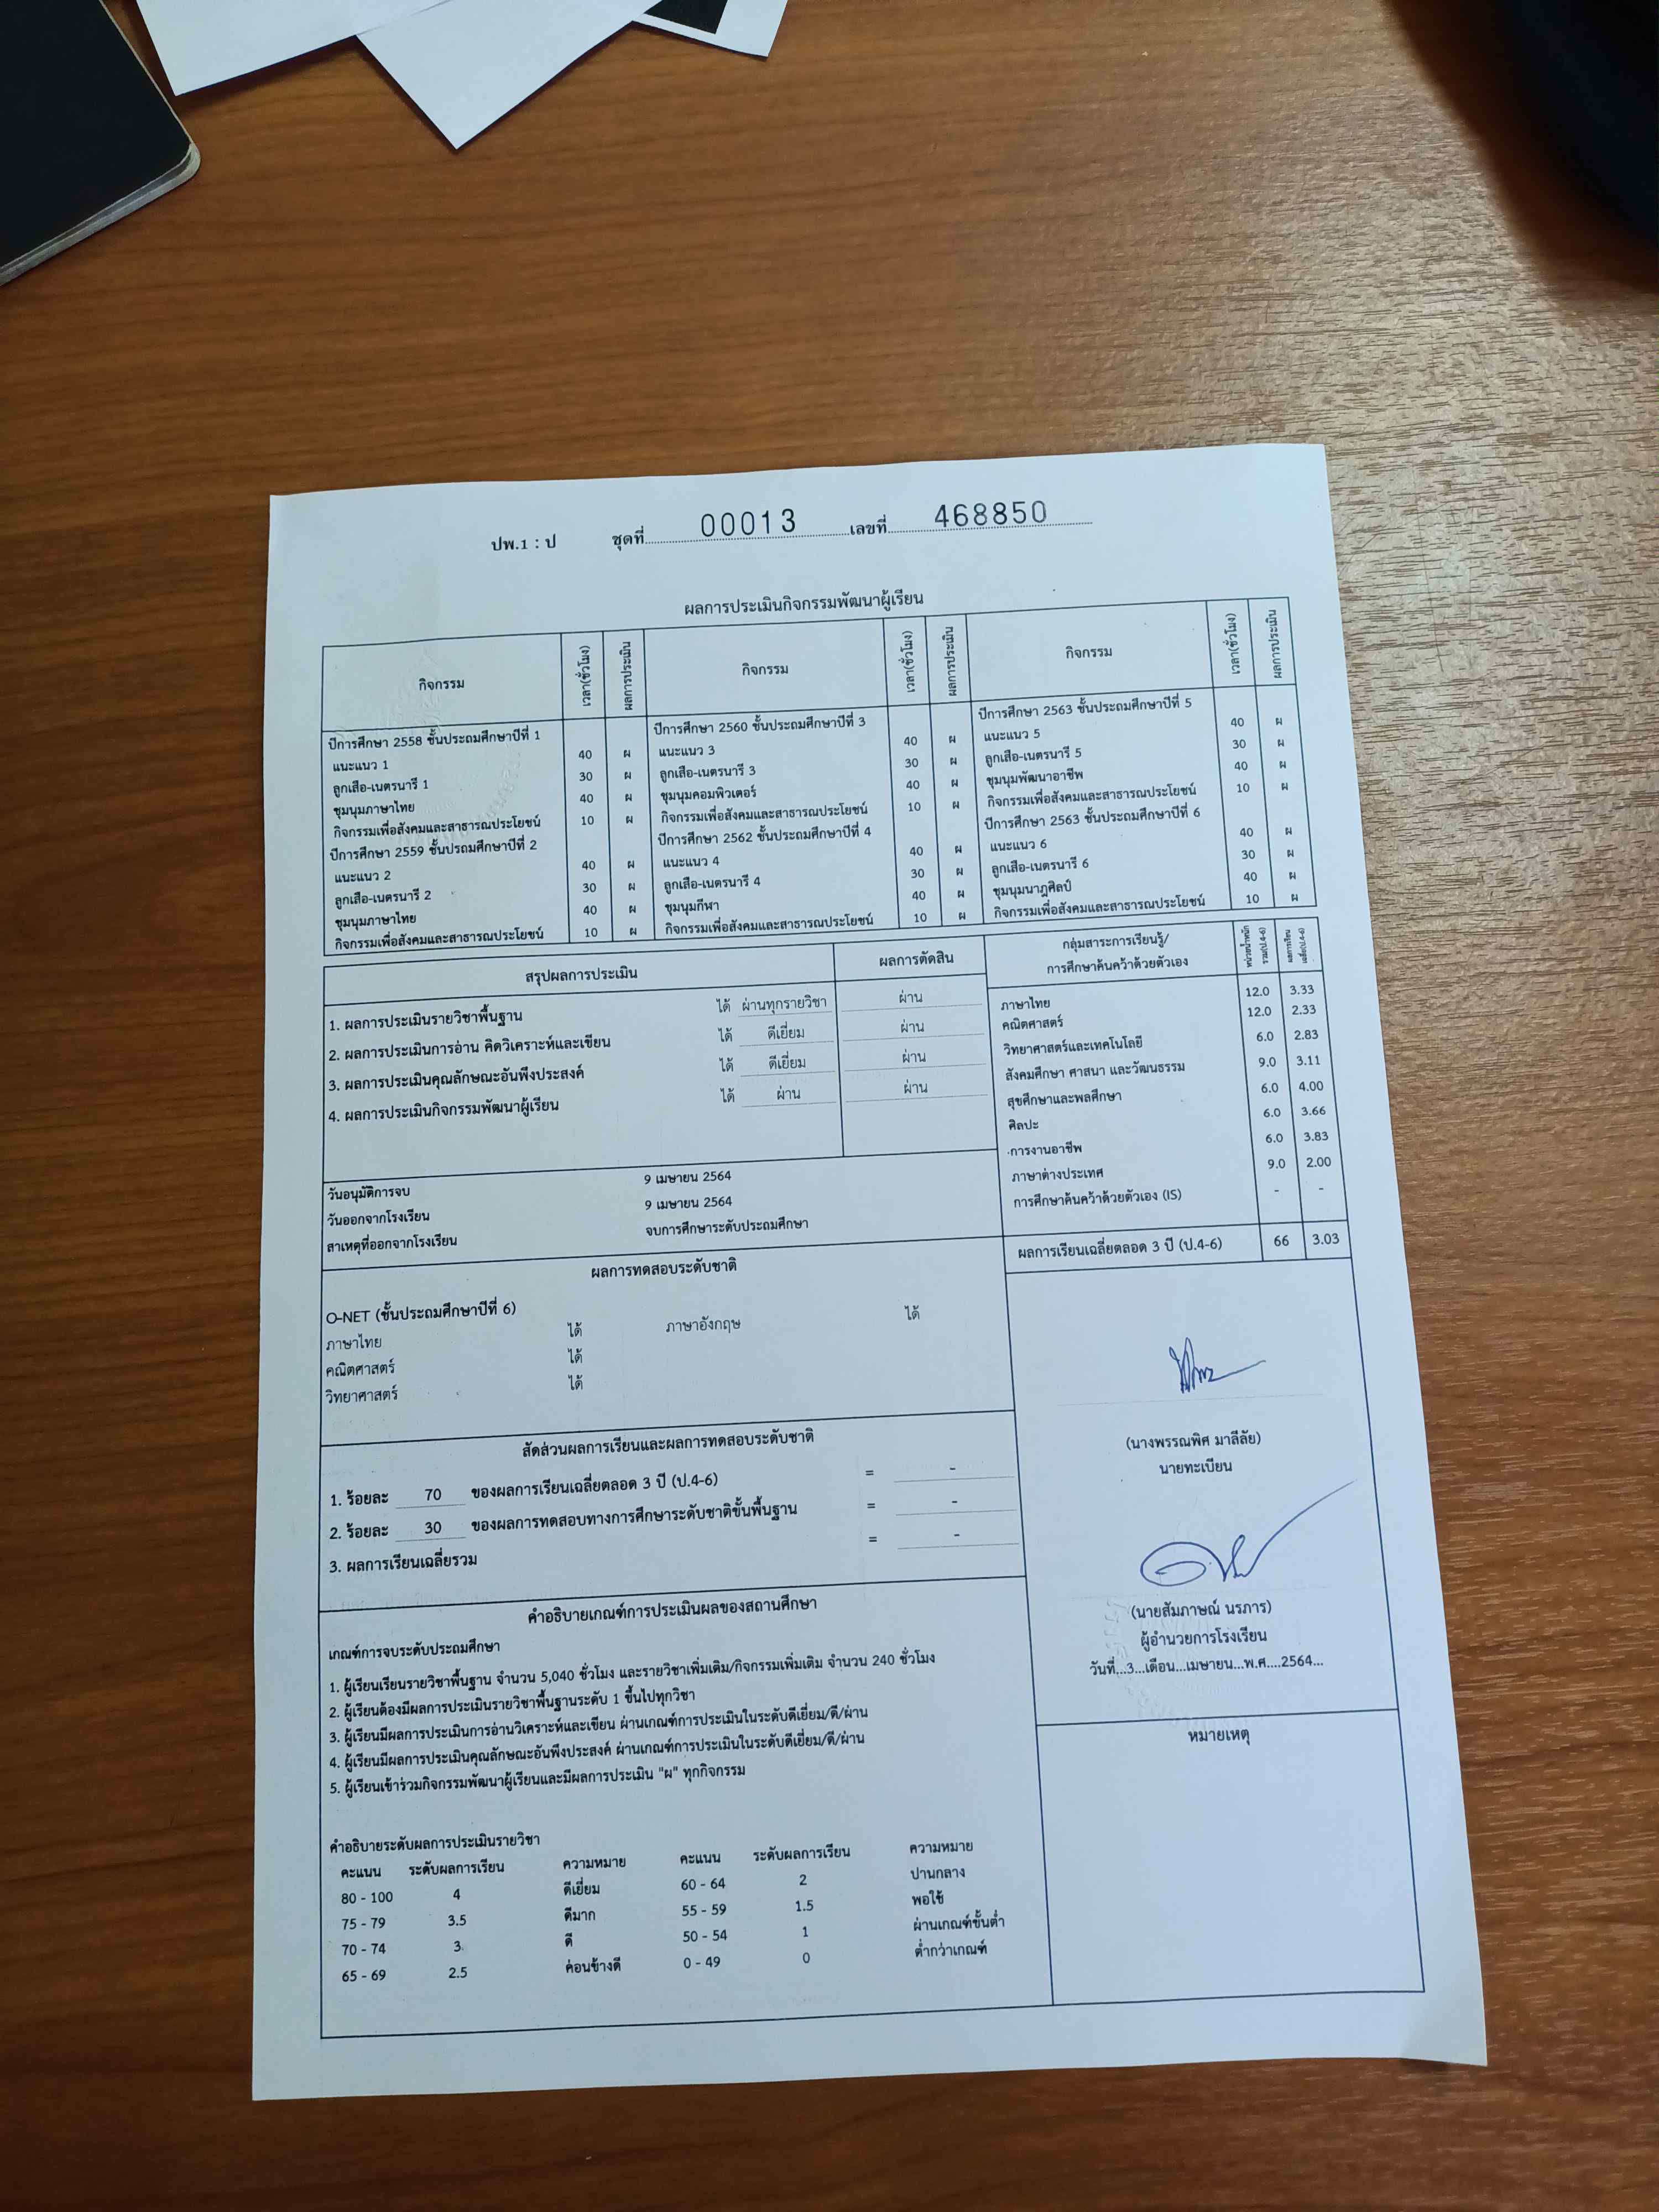 ปพ.1 : ป ชุดที่ 00013 เลขที่ 468850
ผลการประเมินกิจกรรมพัฒนาผู้เรียน
กิจกรรม เวลา(ชั่วโมง) ผลการประเมิน กิจกรรม เวลา(ชั่วโมง) ผลการประเมิน กิจกรรม เวลา(ชั่วโมง) ผลการประเมิน
ปีการศึกษา 2558 ชั้นประถมศึกษาปีที่ 1
แนะแนว 1 40 ผ
ลูกเสือ-เนตรนารี 1 30 ผ
ชุมนุมภาษาไทย 40 ผ
กิจกรรมเพื่อสังคมและสาธารณประโยชน์ 10 ผ
ปีการศึกษา 2559 ชั้นปรถมศึกษาปีที่ 2
แนะแนว 2 40 ผ
ลูกเสือ-เนตรนารี 2 30 ผ
ชุมนุมภาษาไทย 40 ผ
กิจกรรมเพื่อสังคมและสาธารณประโยชน์ 10 ผ
ปีการศึกษา 2560 ชั้นประถมศึกษาปีที่ 3
แนะแนว 3 40 ผ
ลูกเสือ-เนตรนารี 3 30 ผ
ชุมนุมคอมพิวเตอร์ 40 ผ
กิจกรรมเพื่อสังคมและสาธารณประโยชน์ 10 ผ
ปีการศึกษา 2562 ชั้นประถมศึกษาปีที่ 4
แนะแนว 4 40 ผ
ลูกเสือ-เนตรนารี 4 30 ผ
ชุมนุมกีฬา 40 ผ
กิจกรรมเพื่อสังคมและสาธารณประโยชน์ 10 ผ
ปีการศึกษา 2563 ชั้นประถมศึกษาปีที่ 5
แนะแนว 5 40 ผ
ลูกเสือ-เนตรนารี 5 30 ผ
ชุมนุมพัฒนาอาชีพ 40 ผ
กิจกรรมเพื่อสังคมและสาธารณประโยชน์ 10 ผ
ปีการศึกษา 2563 ชั้นประถมศึกษาปีที่ 6
แนะแนว 6 40 ผ
ลูกเสือ-เนตรนารี 6 30 ผ
ชุมนุมนาฏศิลป์ 40 ผ
กิจกรรมเพื่อสังคมและสาธารณประโยชน์ 10 ผ
สรุปผลการประเมิน ผลการตัดสิน
1. ผลการประเมินรายวิชาพื้นฐาน ได้ ผ่านทุกรายวิชา ผ่าน
2. ผลการประเมินการอ่าน คิดวิเคราะห์และเขียน ได้ ดีเยี่ยม ผ่าน
3. ผลการประเมินคุณลักษณะอันพึงประสงค์ ได้ ดีเยี่ยม ผ่าน
4. ผลการประเมินกิจกรรมพัฒนาผู้เรียน ได้ ผ่าน ผ่าน
วันอนุมัติการจบ 9 เมษายน 2564
วันออกจากโรงเรียน 9 เมษายน 2564
สาเหตุที่ออกจากโรงเรียน จบการศึกษาระดับประถมศึกษา
กลุ่มสาระการเรียนรู้/
การศึกษาค้นคว้าด้วยตัวเอง
หน่วยน้ำหนัก รวม(ป.4-6) ผลการเรียน เฉลี่ย(ป.4-6)
ภาษาไทย 12.0 3.33
คณิตศาสตร์ 12.0 2.33
วิทยาศาสตร์และเทคโนโลยี 6.0 2.83
สังคมศึกษา ศาสนา และวัฒนธรรม 9.0 3.11
สุขศึกษาและพลศึกษา 6.0 4.00
ศิลปะ 6.0 3.66
การงานอาชีพ 6.0 3.83
ภาษาต่างประเทศ 9.0 2.00
การศึกษาค้นคว้าด้วยตัวเอง (IS) - -
ผลการเรียนเฉลี่ยตลอด 3 ปี (ป.4-6) 66 3.03
ผลการทดสอบระดับชาติ
O-NET (ชั้นประถมศึกษาปีที่ 6)
ภาษาไทย ได้ ภาษาอังกฤษ ได้
คณิตศาสตร์ ได้
วิทยาศาสตร์ ได้
สัดส่วนผลการเรียนและผลการทดสอบระดับชาติ
1. ร้อยละ 70 ของผลการเรียนเฉลี่ยตลอด 3 ปี (ป.4-6) = -
2. ร้อยละ 30 ของผลการทดสอบทางการศึกษาระดับชาติขั้นพื้นฐาน = -
3. ผลการเรียนเฉลี่ยรวม = -
(นางพรรณพิศ มาลีลัย)
นายทะเบียน
(นายสัมภาษณ์ นรภาร)
ผู้อำนวยการโรงเรียน
วันที่...3...เดือน...เมษายน...พ.ศ....2564...
คำอธิบายเกณฑ์การประเมินผลของสถานศึกษา
เกณฑ์การจบระดับประถมศึกษา
1. ผู้เรียนเรียนรายวิชาพื้นฐาน จำนวน 5,040 ชั่วโมง และรายวิชาเพิ่มเติม/กิจกรรมเพิ่มเติม จำนวน 240 ชั่วโมง
2. ผู้เรียนต้องมีผลการประเมินรายวิชาพื้นฐานระดับ 1 ขึ้นไปทุกวิชา
3. ผู้เรียนมีผลการประเมินการอ่านวิเคราะห์และเขียน ผ่านเกณฑ์การประเมินในระดับดีเยี่ยม/ดี/ผ่าน
4. ผู้เรียนมีผลการประเมินคุณลักษณะอันพึงประสงค์ ผ่านเกณฑ์การประเมินในระดับดีเยี่ยม/ดี/ผ่าน
5. ผู้เรียนเข้าร่วมกิจกรรมพัฒนาผู้เรียนและมีผลการประเมิน "ผ" ทุกกิจกรรม
คำอธิบายระดับผลการประเมินรายวิชา
คะแนน ระดับผลการเรียน ความหมาย คะแนน ระดับผลการเรียน ความหมาย
80 - 100 4 ดีเยี่ยม 60 - 64 2 ปานกลาง
75 - 79 3.5 ดีมาก 55 - 59 1.5 พอใช้
70 - 74 3 ดี 50 - 54 1 ผ่านเกณฑ์ขั้นต่ำ
65 - 69 2.5 ค่อนข้างดี 0 - 49 0 ต่ำกว่าเกณฑ์
หมายเหตุ